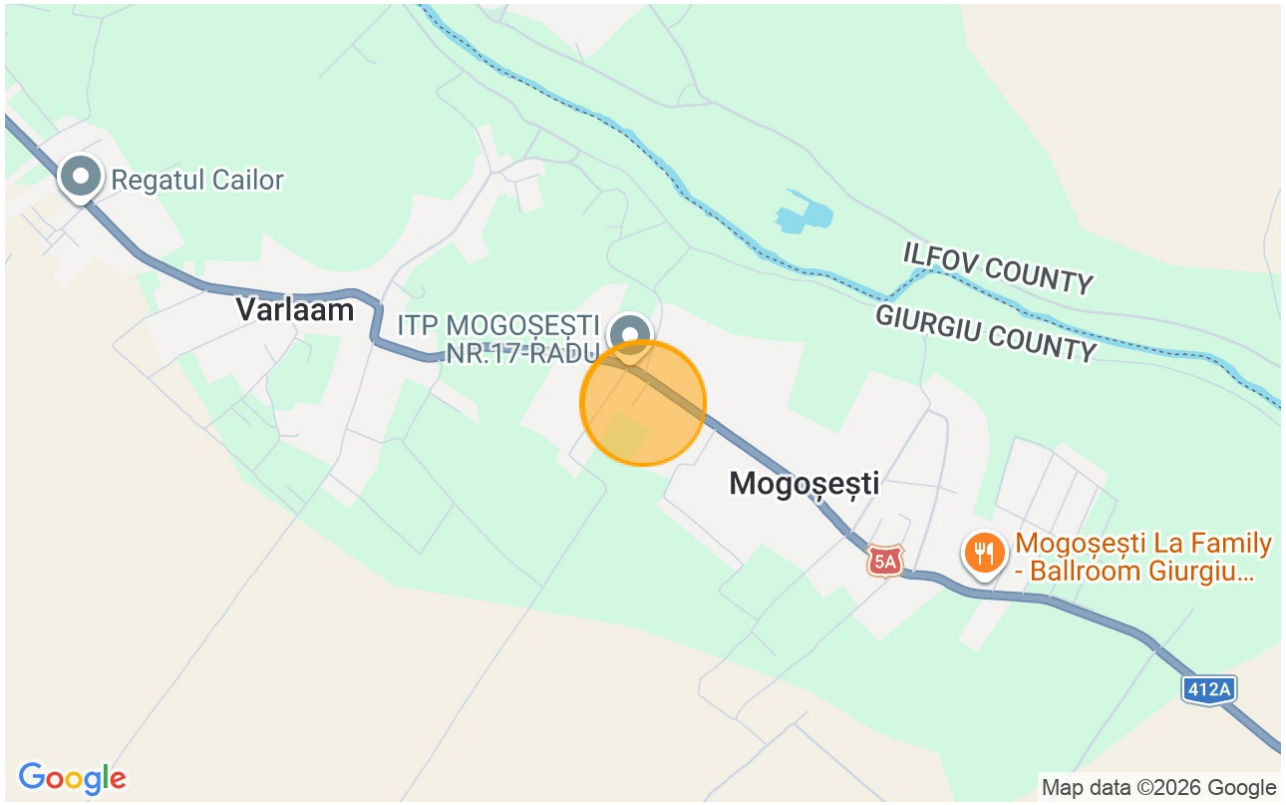 Regatul Cailor
ILFOV COUNTY
GIURGIU COUNTY
Varlaam
ITP MOGOȘEȘTI
NR.17-RADU
Mogoșești
5A
Mogoșești La Family
- Ballroom Giurgiu...
412A
Google
Map data ©2026 Google